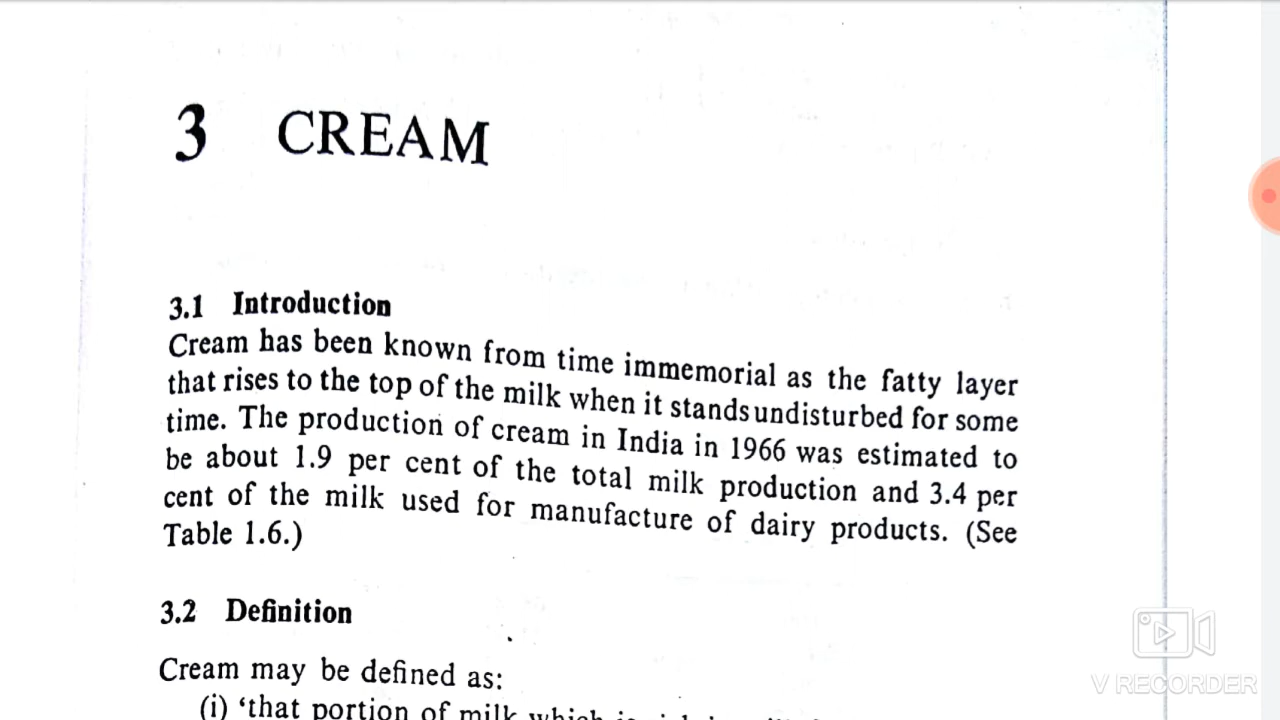 3 CREAM
3.1 Introduction
Cream has been known from time immemorial as the fatty layer
that rises to the top of the milk when it stands undisturbed for some
time. The production of cream in India in 1966 was estimated to
be about 1.9 per cent of the total milk production and 3.4 per
cent of the milk used for manufacture of dairy products. (See
Table 1.6.)
3.2 Definition
Cream may be defined as:
(i) ‘that portion of milk which is
V RECORDER